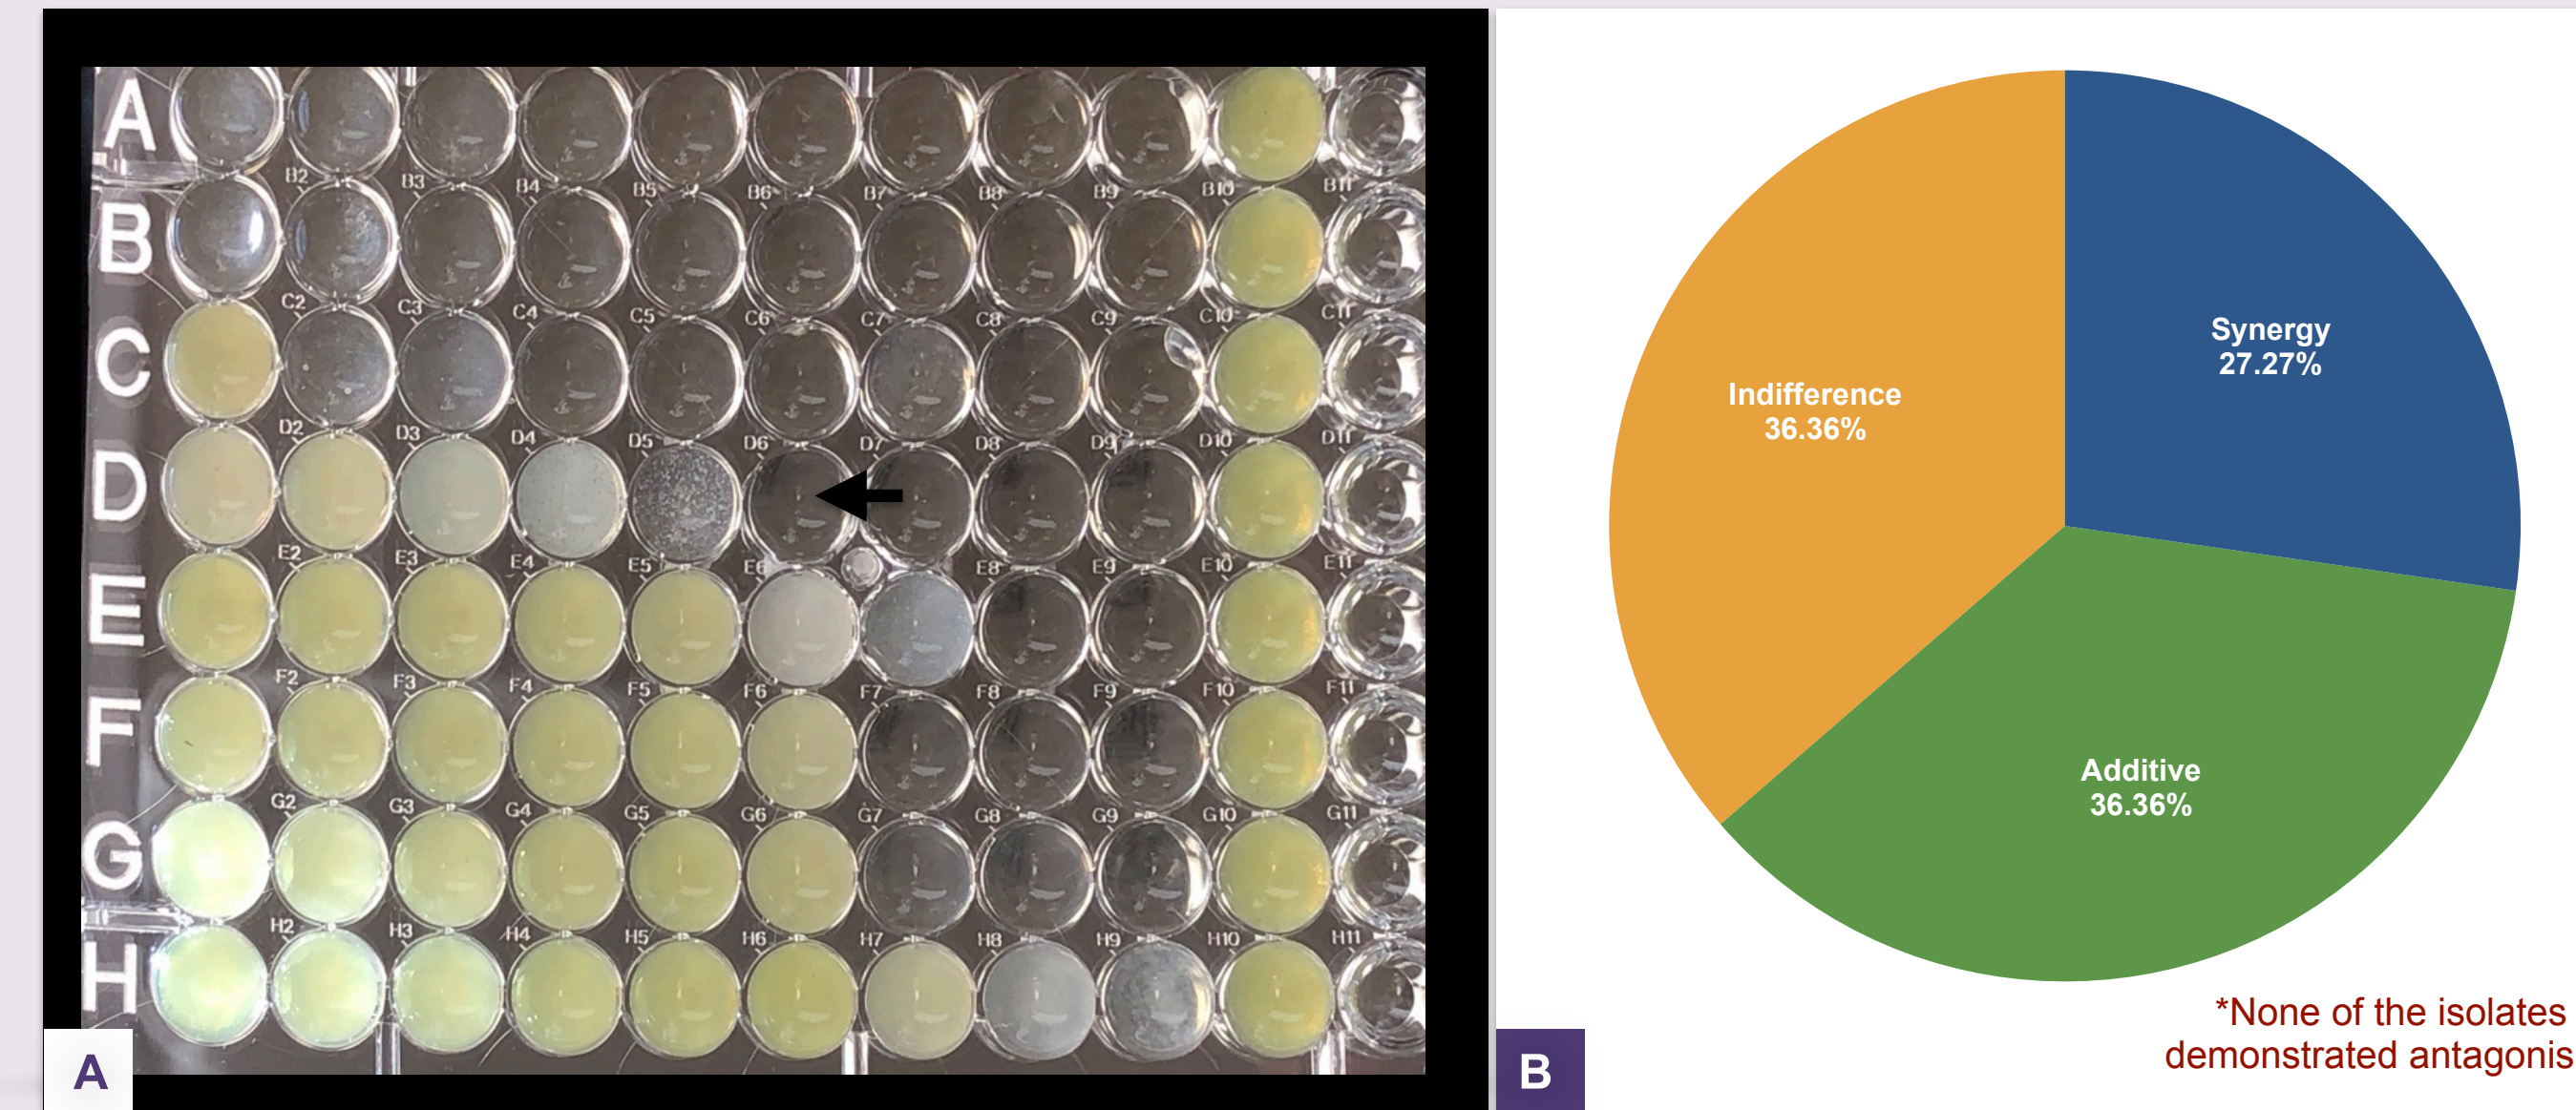 A
B2 B3 B4 B5 B6 B7 B8 B9 B10 B11
B
C2 C3 C4 C5 C6 C7 C8 C9 C10 C11
C
D2 D3 D4 D5 D6 D7 D8 D9 D10 D11
D
E2 E3 E4 E5 E6 E8 E9 E10 E11
E
F2 F3 F4 F5 F6 F7 F8 F9 F10 F11
F
G2 G3 G4 G5 G6 G7 G8 G9 G10 G11
G
H2 H3 H4 H5 H6 H7 H8 H9 H10 H11
H
A
Synergy
27.27%
Indifference
36.36%
Additive
36.36%
*None of the isolates
demonstrated antagonis
B